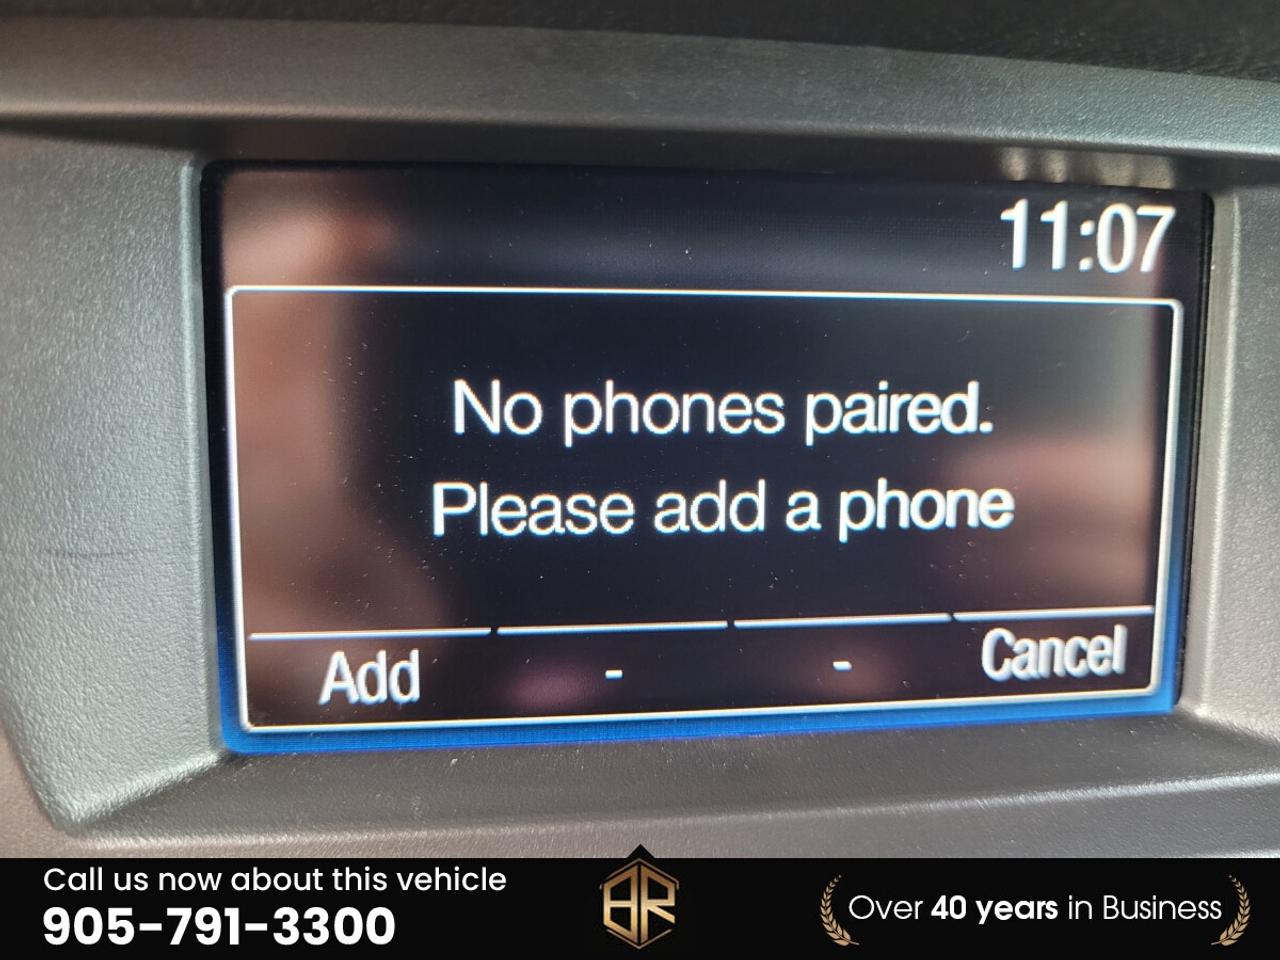 11:07
No phones paired.
Please add a phone
Add - - Cancel
Call us now about this vehicle
905-791-3300
BR
Over 40 years in Business